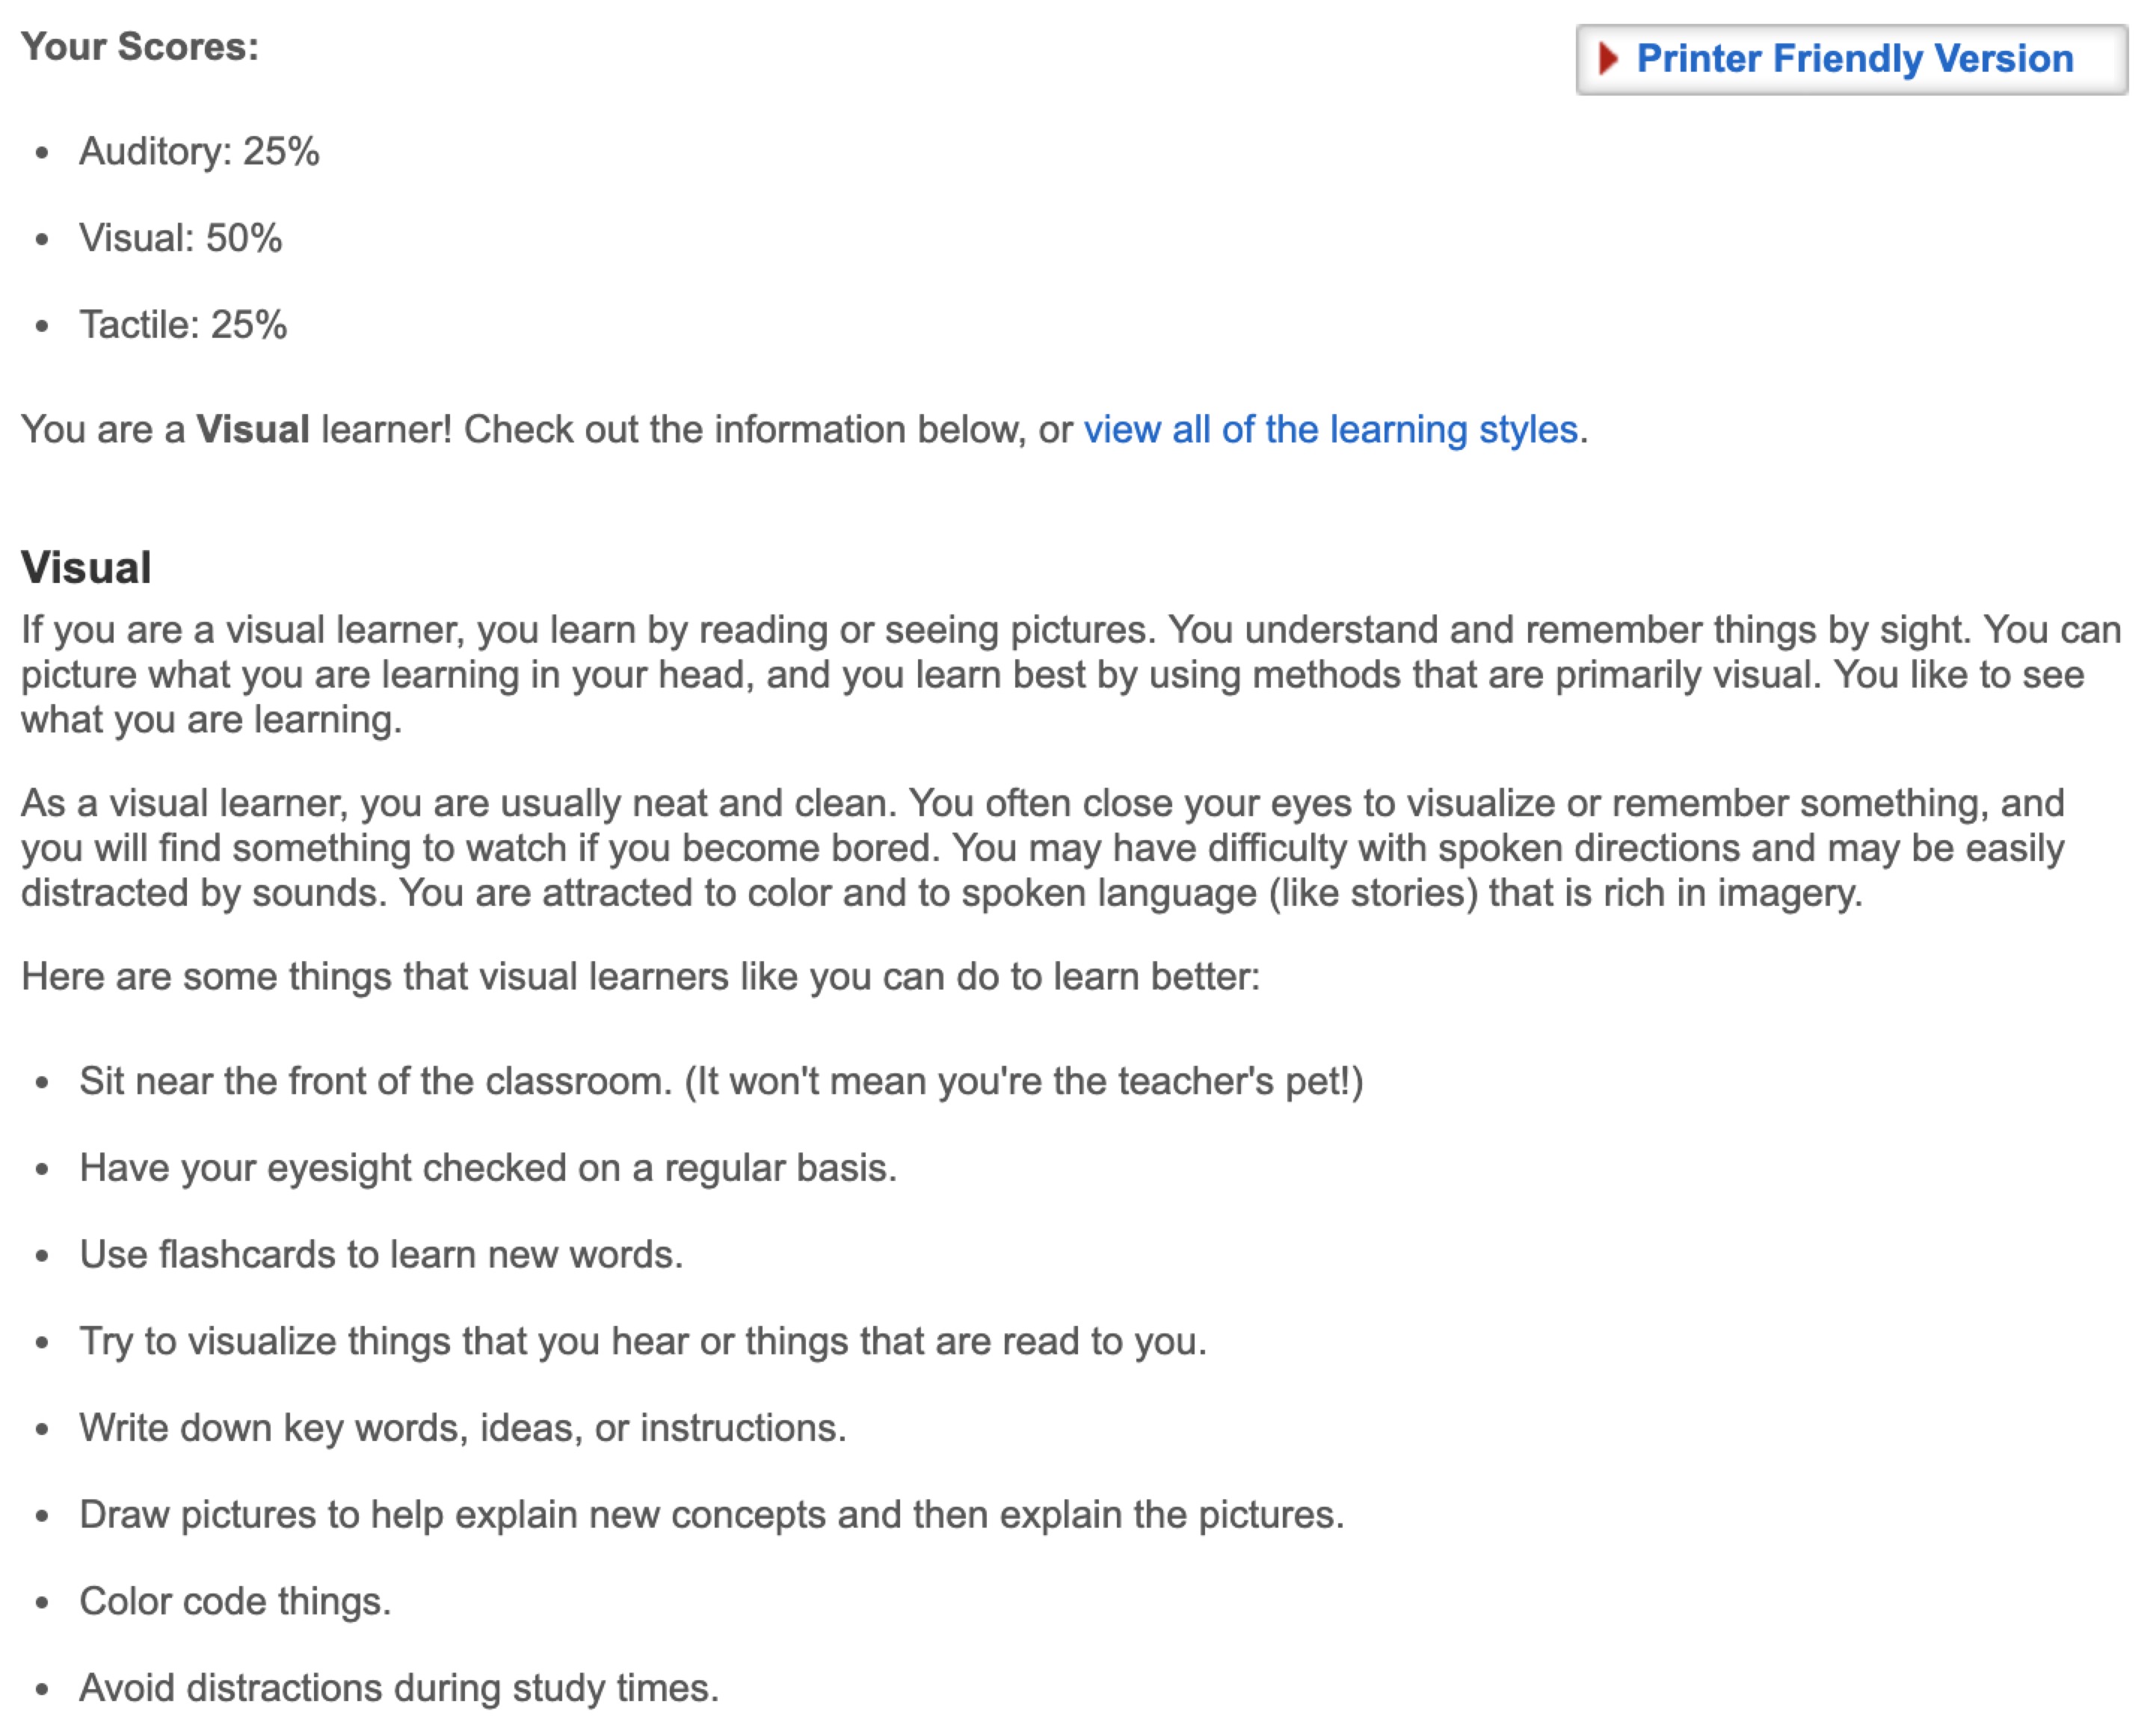 Your Scores:
Printer Friendly Version
Auditory: 25%
Visual: 50%
Tactile: 25%
You are a Visual learner! Check out the information below, or view all of the learning styles.
Visual
If you are a visual learner, you learn by reading or seeing pictures. You understand and remember things by sight. You can
picture what you are learning in your head, and you learn best by using methods that are primarily visual. You like to see
what you are learning.
As a visual learner, you are usually neat and clean. You often close your eyes to visualize or remember something, and
you will find something to watch if you become bored. You may have difficulty with spoken directions and may be easily
distracted by sounds. You are attracted to color and to spoken language (like stories) that is rich in imagery.
Here are some things that visual learners like you can do to learn better:
Sit near the front of the classroom. (It won't mean you're the teacher's pet!)
Have your eyesight checked on a regular basis.
Use flashcards to learn new words.
Try to visualize things that you hear or things that are read to you.
Write down key words, ideas, or instructions.
Draw pictures to help explain new concepts and then explain the pictures.
Color code things.
Avoid distractions during study times.